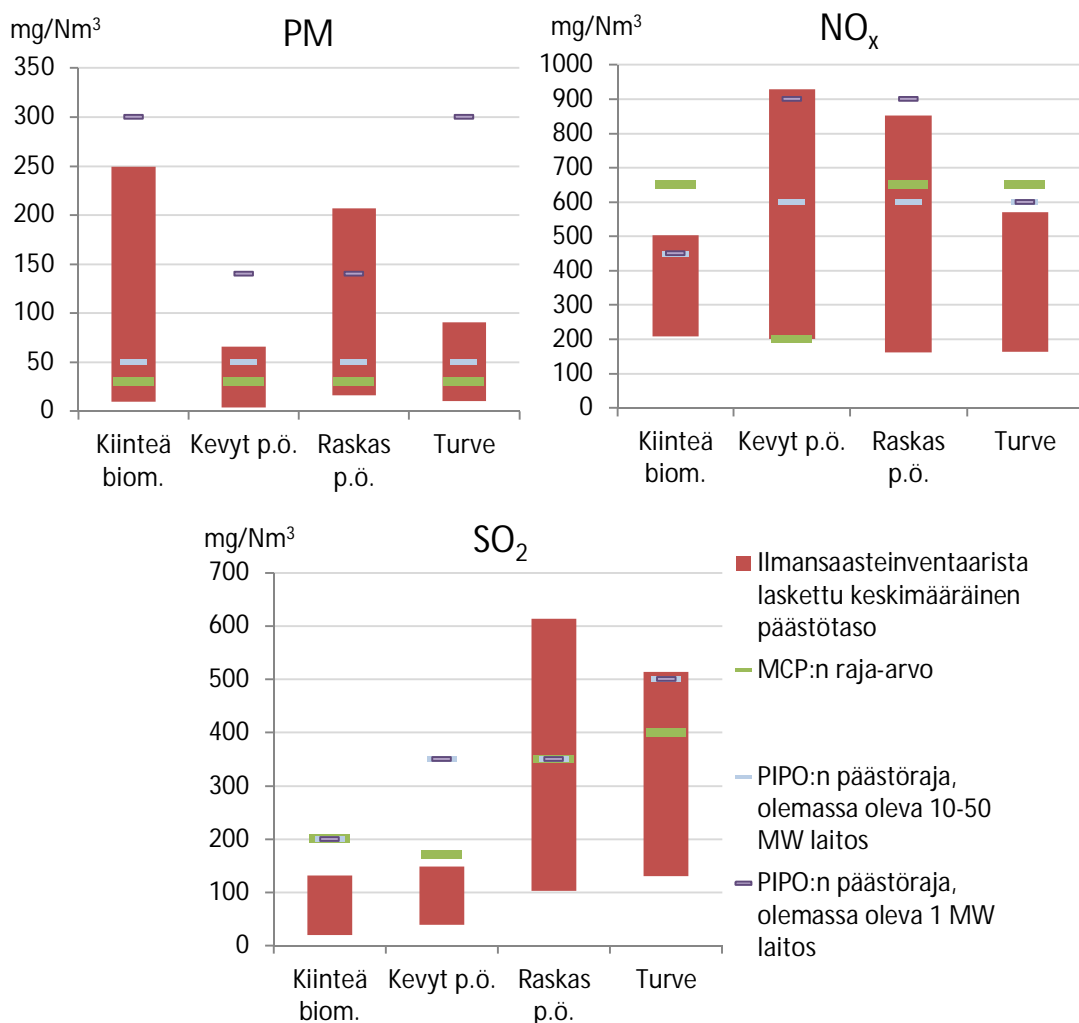 mg/Nm³
PM
350
300
250
200
150
100
50
0
Kiinteä
biom.
Kevyt p.ö.
Raskas
p.ö.
Turve
mg/Nm³
NOₓ
1000
900
800
700
600
500
400
300
200
100
0
Kiinteä
biom.
Kevyt p.ö.
Raskas
p.ö.
Turve
mg/Nm³
SO₂
700
600
500
400
300
200
100
0
Kiinteä
biom.
Kevyt p.ö.
Raskas
p.ö.
Turve
Ilmansaasteinventaarista
laskettu keskimääräinen
päästötaso
MCP:n raja-arvo
PIPO:n päästöraja,
olemassa oleva 10-50
MW laitos
PIPO:n päästöraja,
olemassa oleva 1 MW
laitos